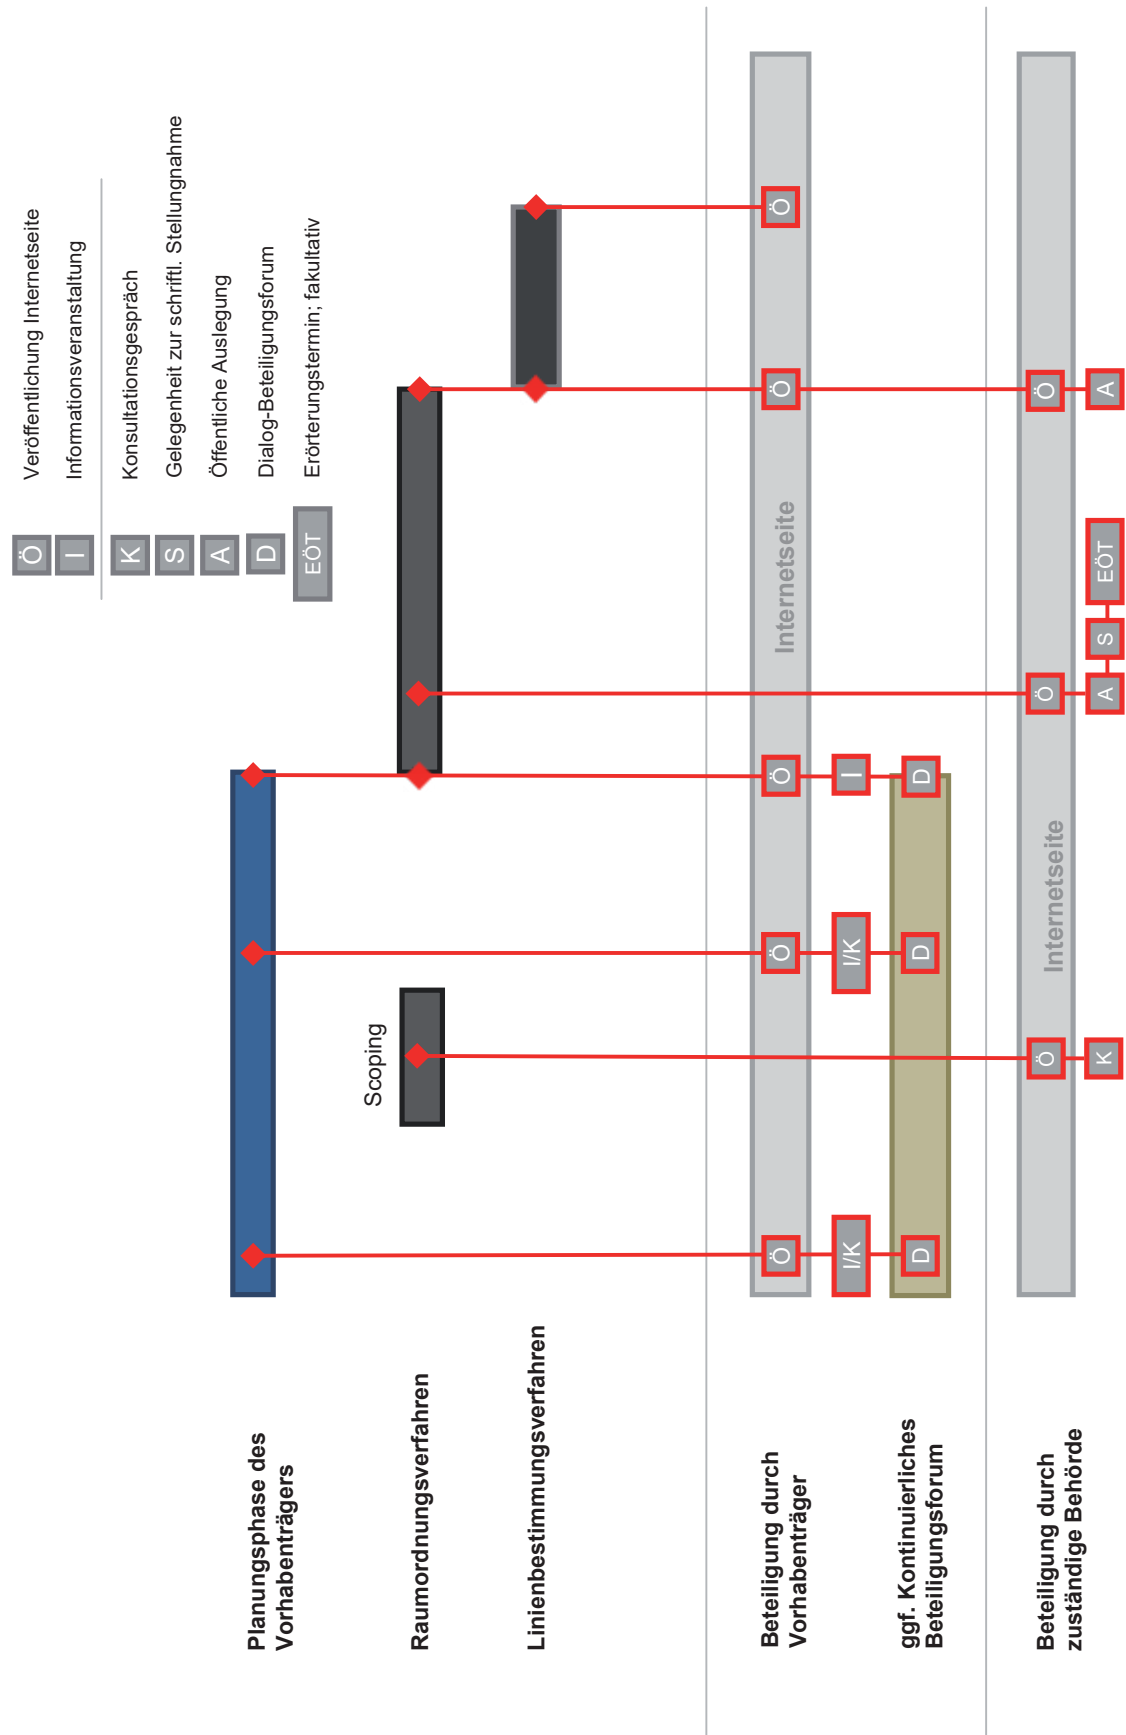 Ö Veröffentlichung Internetseite
I Informationsveranstaltung
K Konsultationsgespräch
S Gelegenheit zur schriftl. Stellungnahme
A Öffentliche Auslegung
D Dialog-Beteiligungsforum
EÖT Erörterungstermin; fakultativ
Planungsphase des
Vorhabenträgers
Scoping
Raumordnungsverfahren
Linienbestimmungsverfahren
Beteiligung durch
Vorhabenträger
Ö Ö Ö Ö Ö
Internetseite
I/K I/K I
ggf. Kontinuierliches
Beteiligungsforum
D D D
Beteiligung durch
zuständige Behörde
Ö Ö Ö
Internetseite
K A S EÖT A